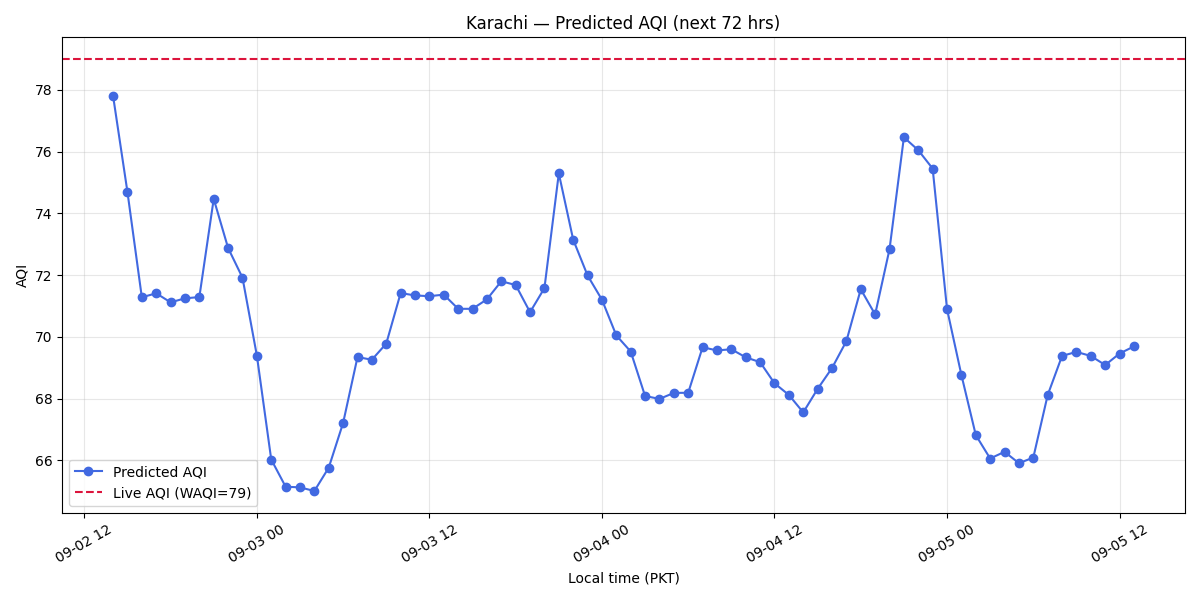 Karachi — Predicted AQI (next 72 hrs)
AQI
78
76
74
72
70
68
66
Predicted AQI
Live AQI (WAQI=79)
09-02 12
09-03 00
09-03 12
09-04 00
09-04 12
09-05 00
09-05 12
Local time (PKT)